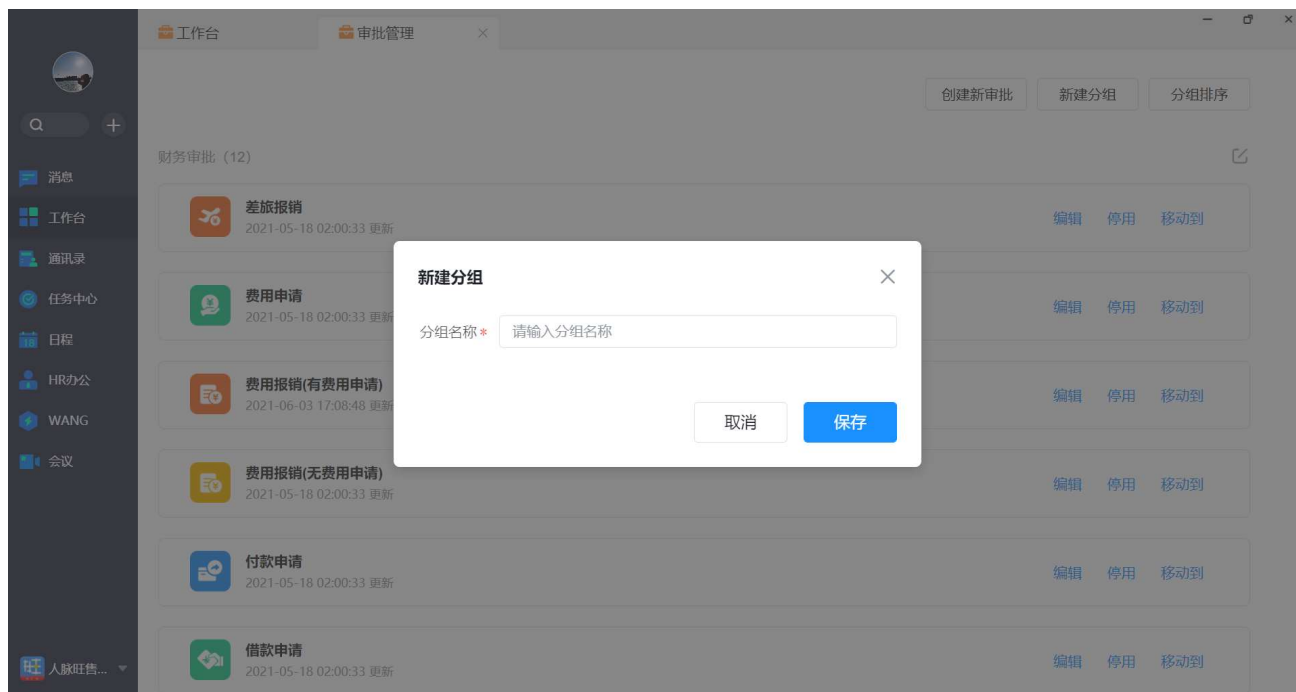 工作台
审批管理
创建新审批
新建分组
分组排序
财务审批 (12)
消息
工作台
通讯录
任务中心
日程
18
HR办公
WANG
会议
人脉旺售...
差旅报销
2021-05-18 02:00:33 更新
编辑 停用 移动到
费用申请
2021-05-18 02:00:33 更新
编辑 停用 移动到
费用报销(有费用申请)
2021-06-03 17:08:48 更新
编辑 停用 移动到
费用报销(无费用申请)
2021-05-18 02:00:33 更新
编辑 停用 移动到
付款申请
2021-05-18 02:00:33 更新
编辑 停用 移动到
借款申请
2021-05-18 02:00:33 更新
编辑 停用 移动到
新建分组
分组名称* 请输入分组名称
取消
保存